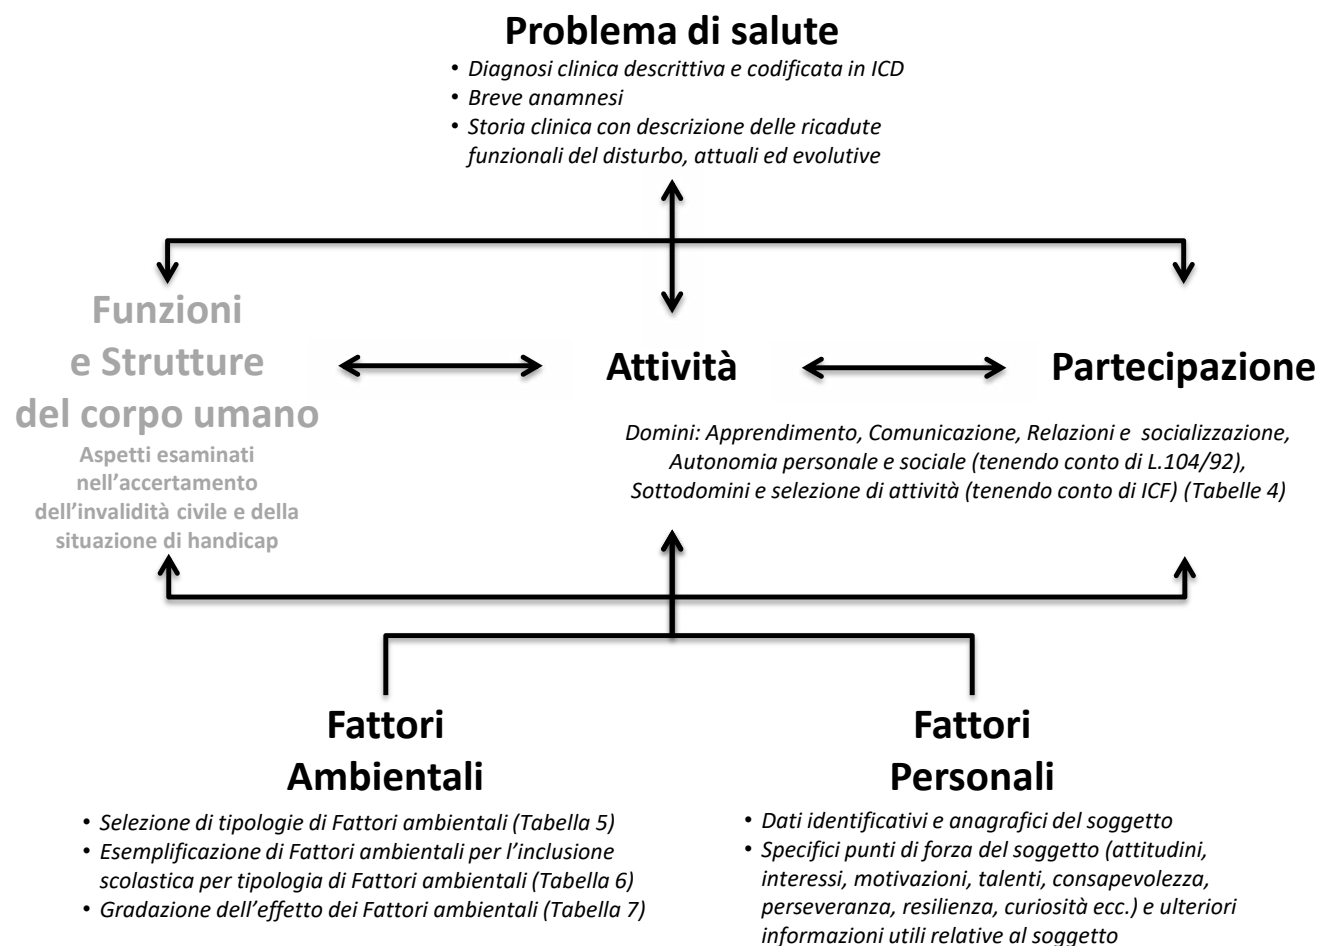 Problema di salute
• Diagnosi clinica descrittiva e codificata in ICD
• Breve anamnesi
• Storia clinica con descrizione delle ricadute
funzionali del disturbo, attuali ed evolutive
Funzioni
e Strutture
del corpo umano
Aspetti esaminati
nell'accertamento
dell'invalidità civile e della
situazione di handicap
Attività
Partecipazione
Domini: Apprendimento, Comunicazione, Relazioni e socializzazione,
Autonomia personale e sociale (tenendo conto di L.104/92),
Sottodomini e selezione di attività (tenendo conto di ICF) (Tabelle 4)
Fattori
Ambientali
• Selezione di tipologie di Fattori ambientali (Tabella 5)
• Esemplificazione di Fattori ambientali per l'inclusione
scolastica per tipologia di Fattori ambientali (Tabella 6)
• Gradazione dell'effetto dei Fattori ambientali (Tabella 7)
Fattori
Personali
• Dati identificativi e anagrafici del soggetto
• Specifici punti di forza del soggetto (attitudini,
interessi, motivazioni, talenti, consapevolezza,
perseveranza, resilienza, curiosità ecc.) e ulteriori
informazioni utili relative al soggetto